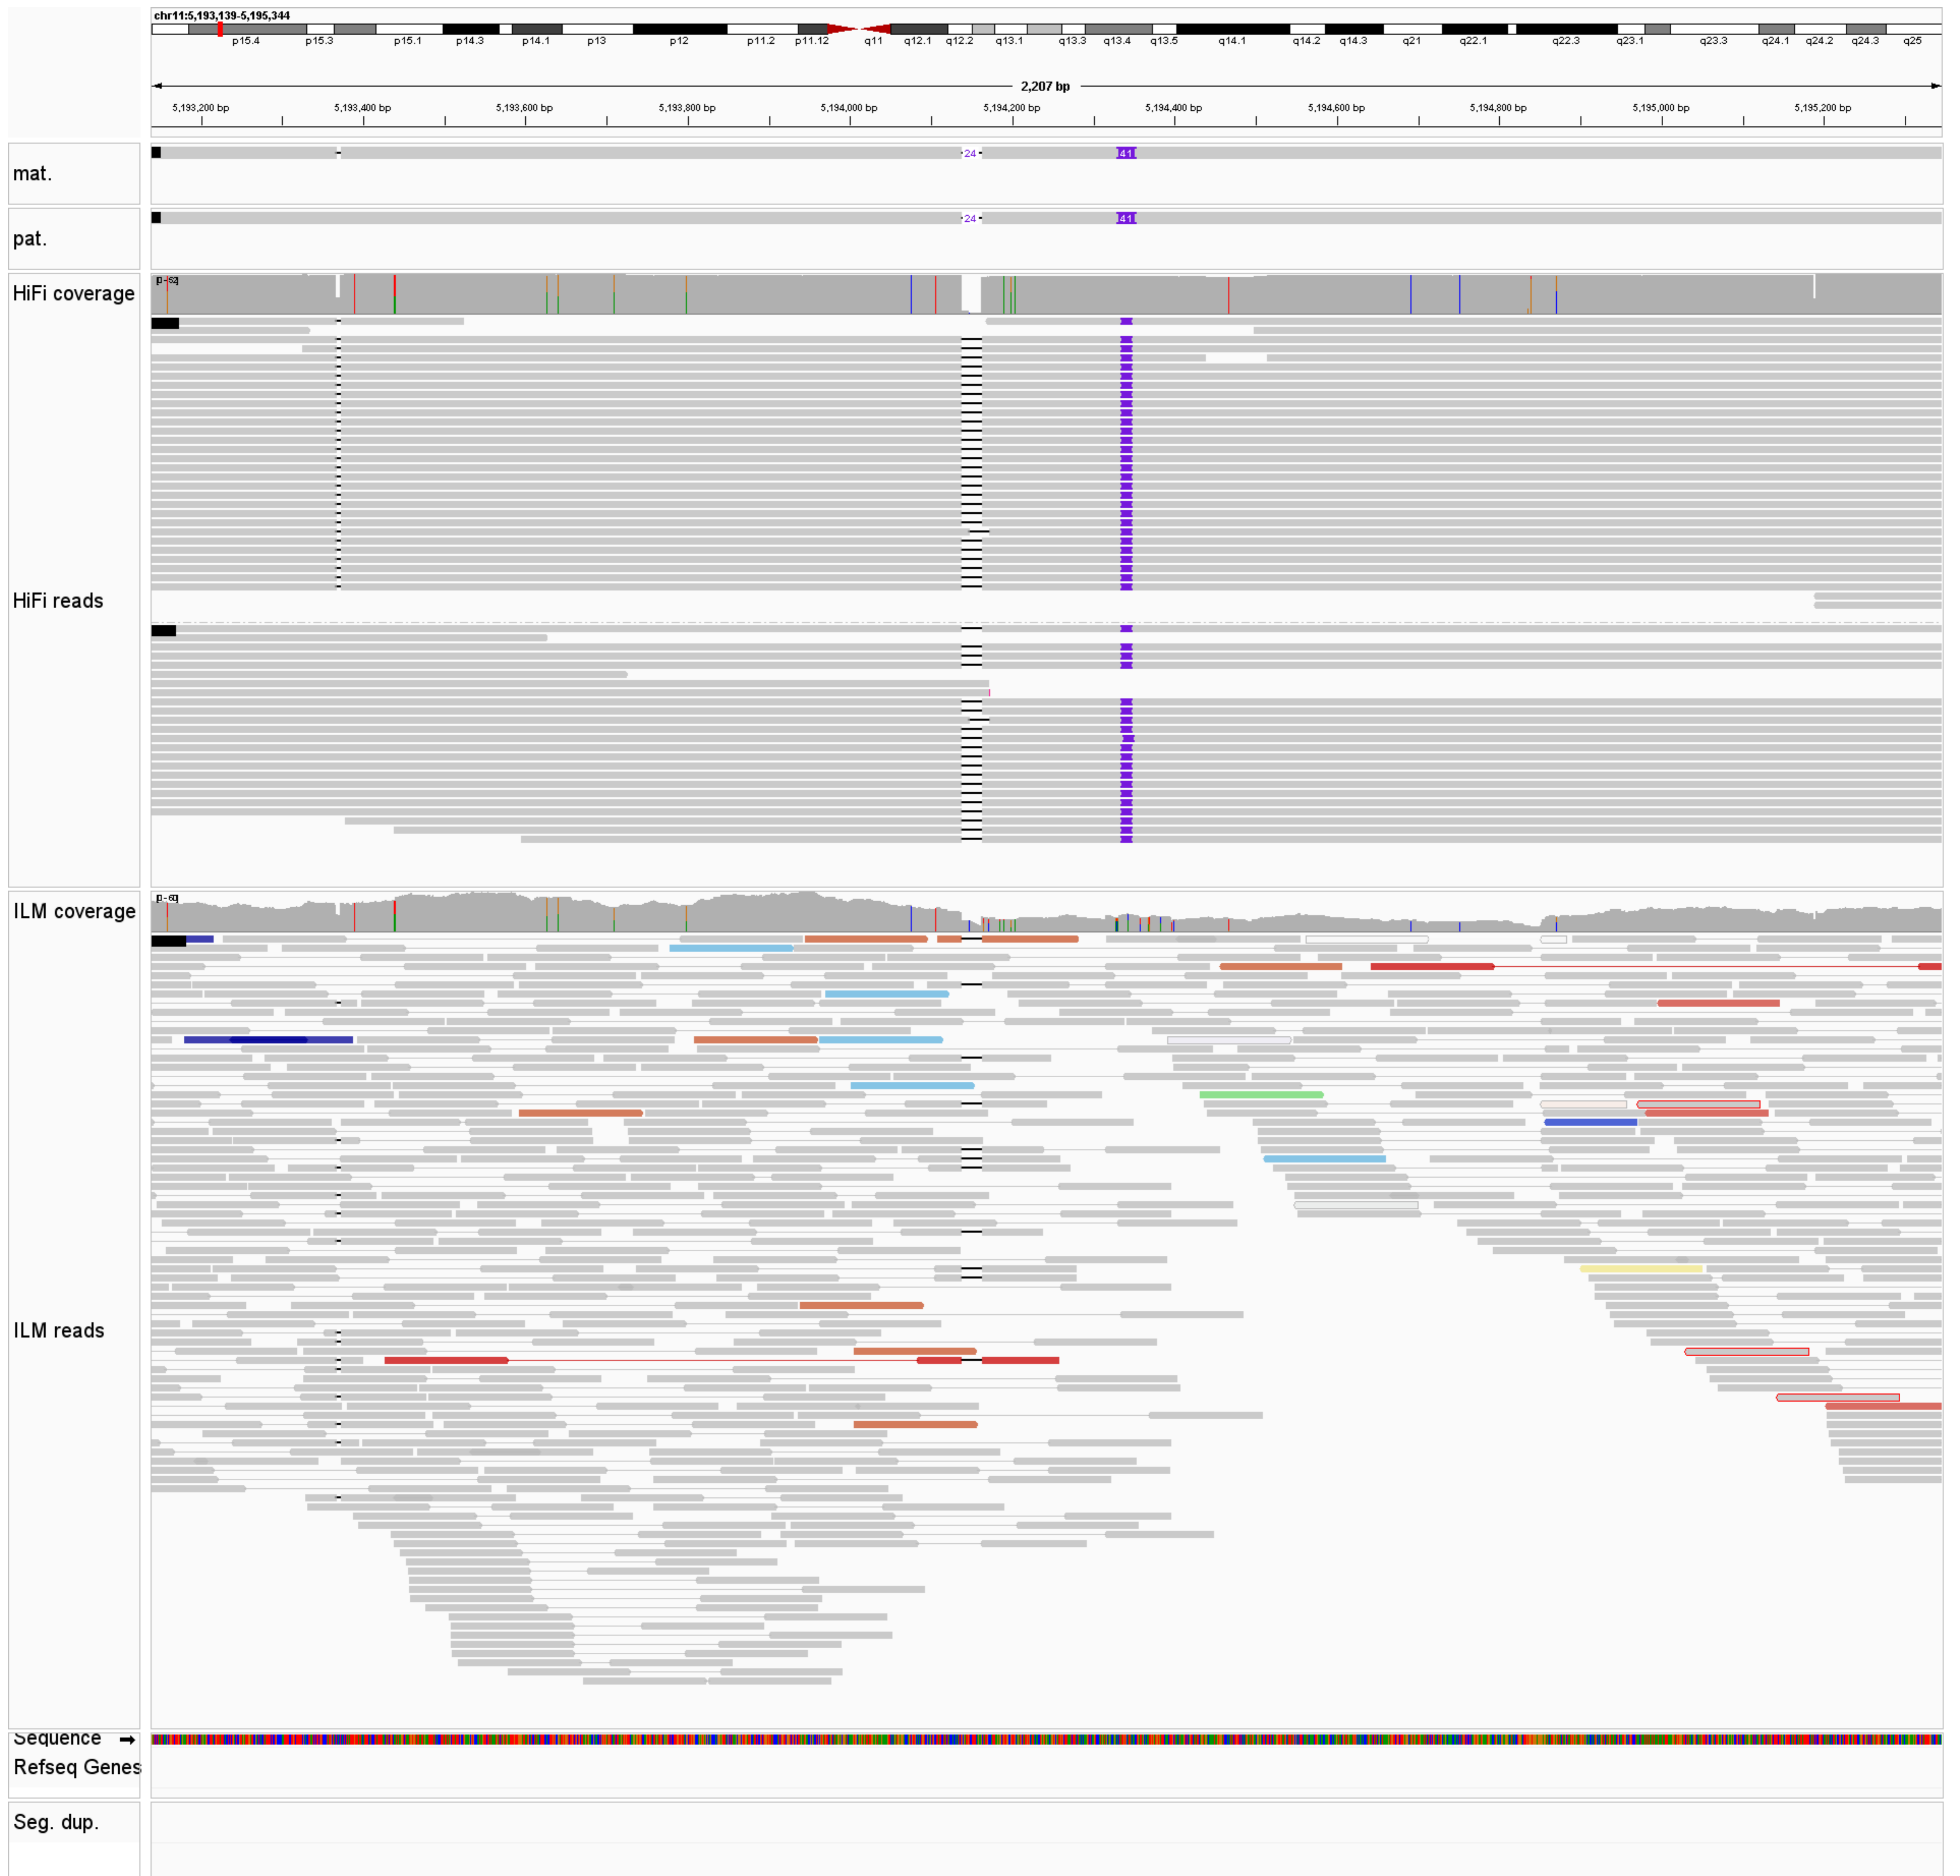 chr11:5,193,139-5,195,344
p15.4 p15.3 p15.1 p14.3 p14.1 p13 p12 p11.2 p11.12 q11 q12.1 q12.2 q13.1 q13.3 q13.4 q13.5 q14.1 q14.2 q14.3 q21 q22.1 q22.3 q23.1 q23.3 q24.1 q24.2 q24.3 q25
2,207 bp
5,193,200 bp 5,193,400 bp 5,193,600 bp 5,193,800 bp 5,194,000 bp 5,194,200 bp 5,194,400 bp 5,194,600 bp 5,194,800 bp 5,195,000 bp 5,195,200 bp
mat. 24 41
pat. 24 41
HiFi coverage
HiFi reads
ILM coverage
ILM reads
Sequence
Refseq Genes
Seg. dup.